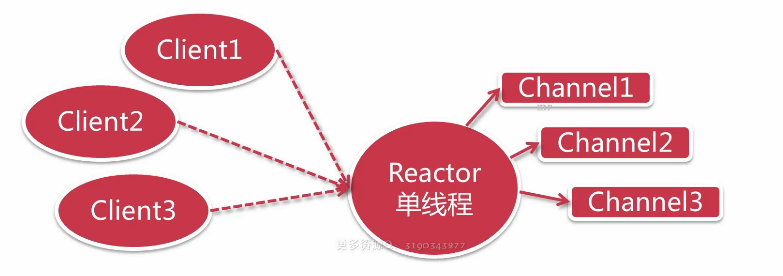 Client1
Client2
Client3
Reactor
单线程
Channel1
Channel2
Channel3